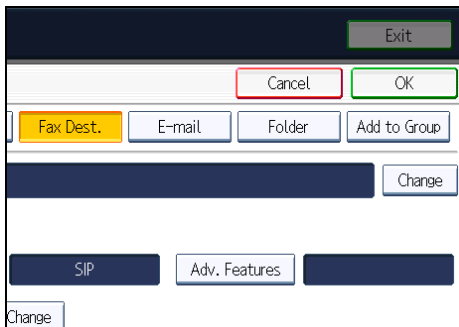 Exit
Cancel OK
Fax Dest. E-mail Folder Add to Group
Change
SIP Adv. Features
Change